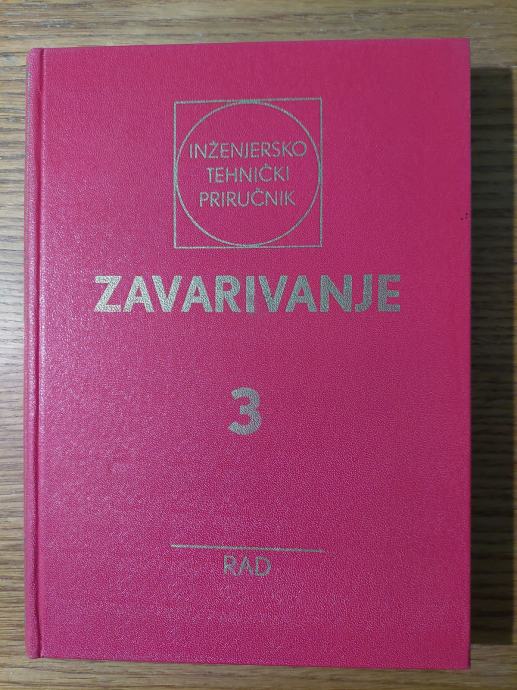 INŽENJERSKO
TEHNIČKI
PRIRUČNIK
ZAVARIVANJE
3
RAD